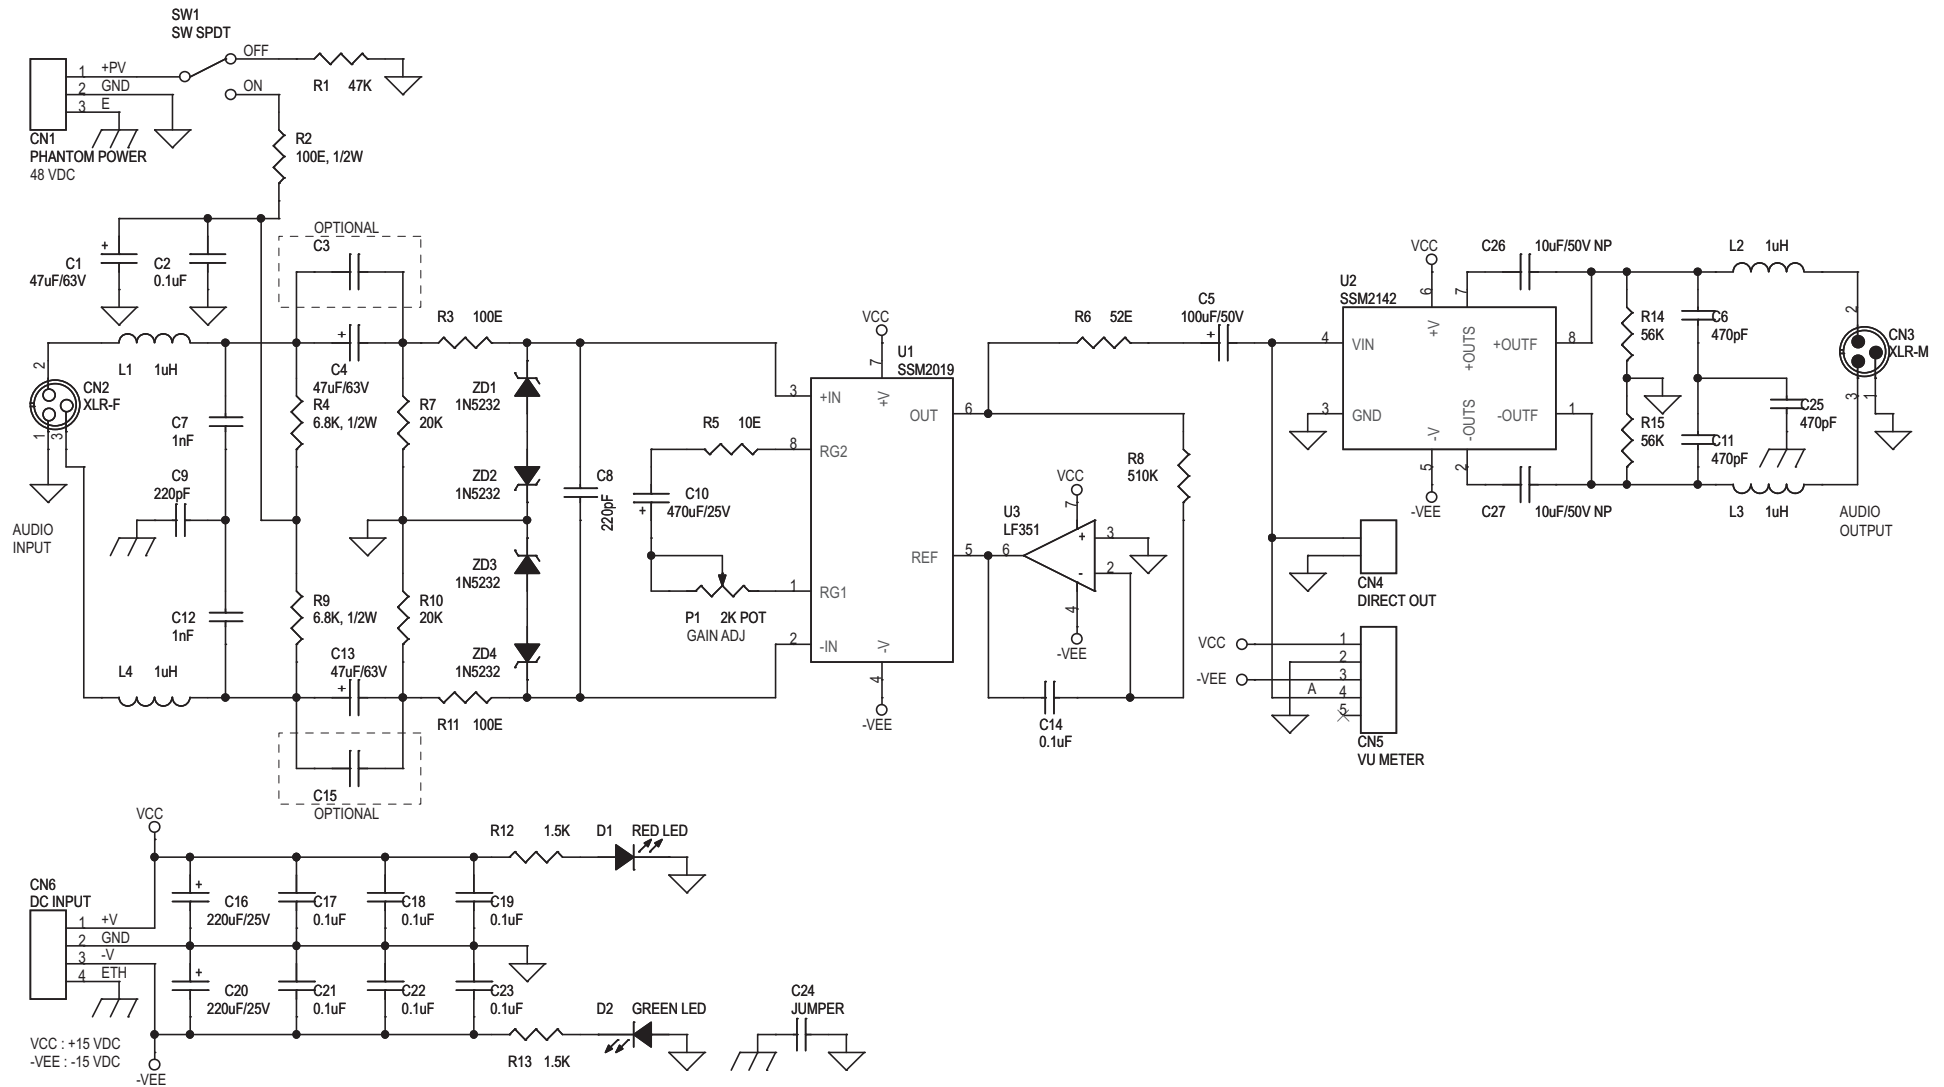 SW1
SW SPDT
OFF
ON
1 +PV
2 GND
3 E
R1 47K
CN1
PHANTOM POWER
48 VDC
R2
100E, 1/2W
OPTIONAL
C3
+
C1
47uF/63V
C2
0.1uF
L1 1uH
2
CN2
XLR-F
1
3
AUDIO
INPUT
C7
1nF
C9
220pF
C12
1nF
L4 1uH
+
C4
47uF/63V
R4
6.8K, 1/2W
R7
20K
R9
6.8K, 1/2W
R10
20K
C13
47uF/63V
+
C15
OPTIONAL
R3 100E
ZD1
1N5232
ZD2
1N5232
ZD3
1N5232
ZD4
1N5232
R11 100E
C8
220pF
R5 10E
C10
470uF/25V
+
P1 2K POT
GAIN ADJ
VCC
7
U1
SSM2019
+V
3 +IN
8 RG2
1 RG1
2 -IN
OUT 6
REF 5
-V
4
-VEE
R6 52E
C5
100uF/50V
+
R8
510K
VCC
7
U3
LF351
6
+ 3
- 2
4
-VEE
C14
0.1uF
VCC
6
U2
SSM2142
4 VIN
3 GND
+V
+OUTS
7
+OUTF 8
-OUTF 1
-V
-OUTS
5
2
-VEE
C26 10uF/50V NP
C27 10uF/50V NP
R14
56K
R15
56K
C6
470pF
C11
470pF
C25
470pF
L2 1uH
L3 1uH
2
CN3
XLR-M
3
1
AUDIO
OUTPUT
CN4
DIRECT OUT
VCC 1
2
-VEE 3
A 4
5
CN5
VU METER
VCC
CN6
DC INPUT
1 +V
2 GND
3 -V
4 ETH
+
C16
220uF/25V
C17
0.1uF
C18
0.1uF
C19
0.1uF
+
C20
220uF/25V
C21
0.1uF
C22
0.1uF
C23
0.1uF
R12 1.5K
D1 RED LED
D2 GREEN LED
R13 1.5K
C24
JUMPER
VCC : +15 VDC
-VEE : -15 VDC
-VEE